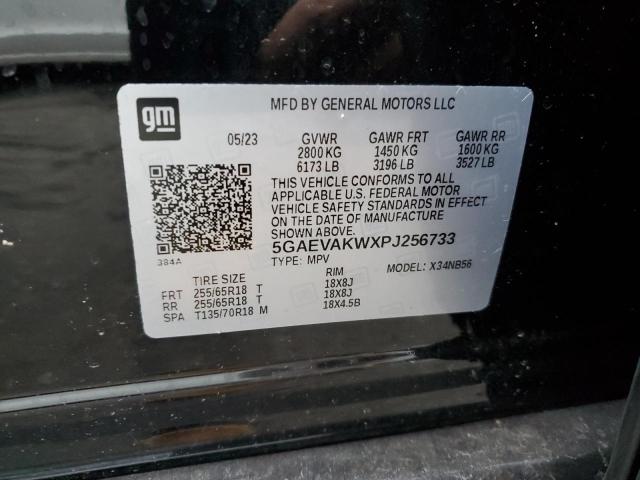 gm
MFD BY GENERAL MOTORS LLC
05/23 GVWR GAWR FRT GAWR RR
2800 KG 1450 KG 1600 KG
6173 LB 3196 LB 3527 LB
THIS VEHICLE CONFORMS TO ALL
APPLICABLE U.S. FEDERAL MOTOR
VEHICLE SAFETY STANDARDS IN EFFECT
ON THE DATE OF MANUFACTURE
SHOWN ABOVE.
5GAEVAKWXPJ256733
384A
TYPE: MPV MODEL: X34NB56
TIRE SIZE RIM
FRT 255/65R18 T 18X8J
RR 255/65R18 T 18X8J
SPA T135/70R18 M 18X4.5B